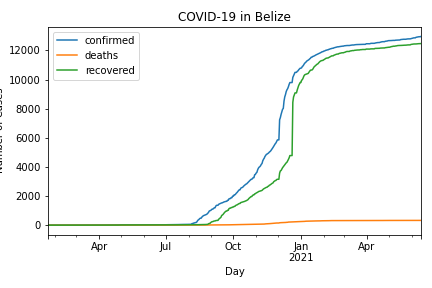 COVID-19 in Belize
confirmed
deaths
recovered
12000
10000
8000
6000
4000
2000
0
Apr
Jul
Oct
Jan
2021
Apr
Day